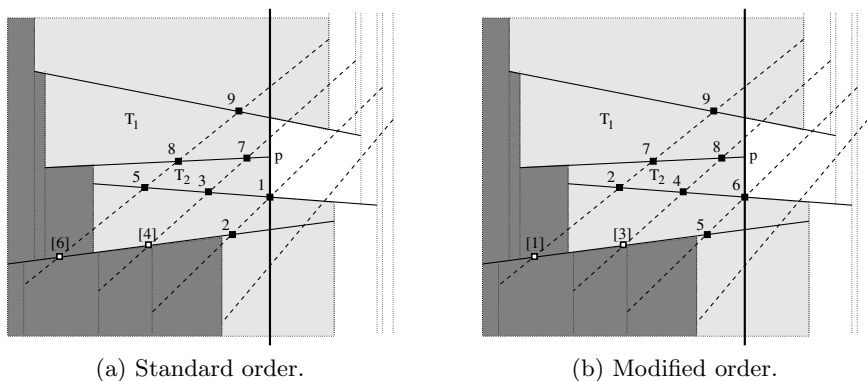 9
T1
8
7
p
T2
5
3
1
2
[6]
[4]
(a) Standard order.
9
T1
7
8
p
T2
2
4
6
5
[1]
[3]
(b) Modified order.